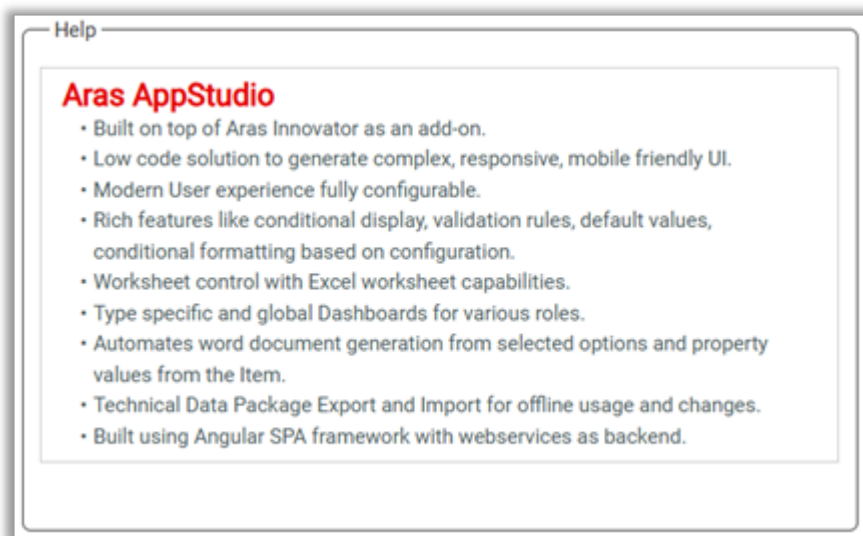 Help
Aras AppStudio
• Built on top of Aras Innovator as an add-on.
• Low code solution to generate complex, responsive, mobile friendly UI.
• Modern User experience fully configurable.
• Rich features like conditional display, validation rules, default values,
conditional formatting based on configuration.
• Worksheet control with Excel worksheet capabilities.
• Type specific and global Dashboards for various roles.
• Automates word document generation from selected options and property
values from the Item.
• Technical Data Package Export and Import for offline usage and changes.
• Built using Angular SPA framework with webservices as backend.